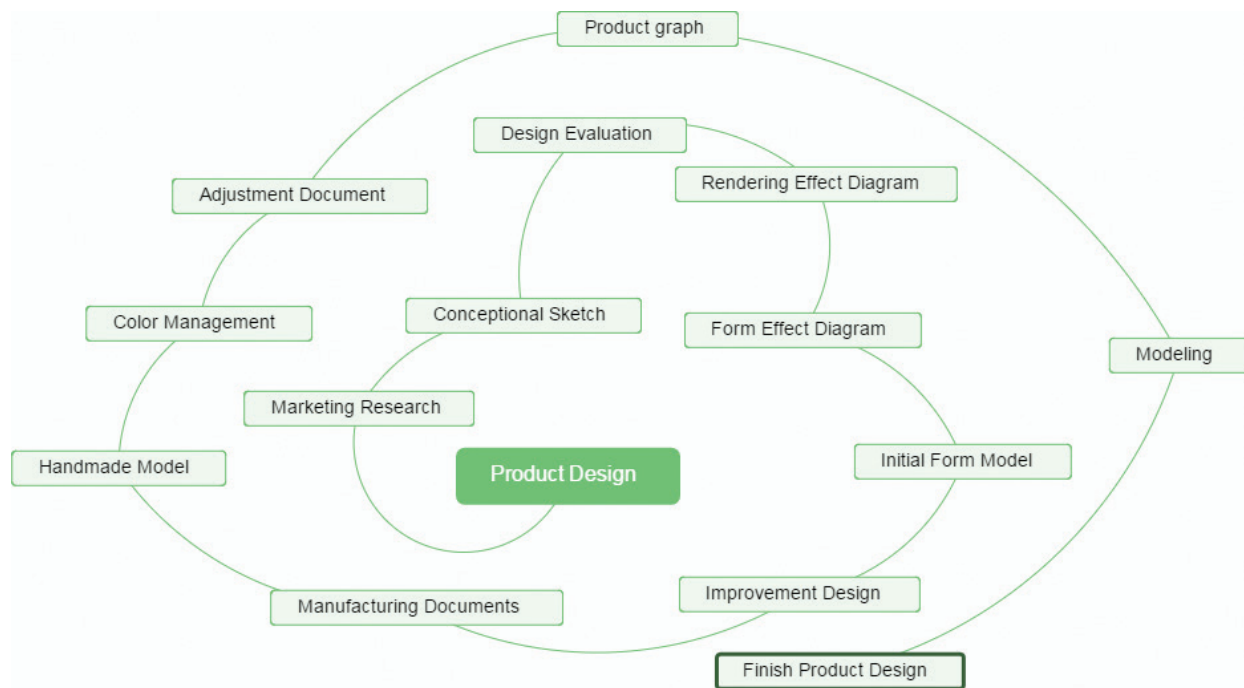 Product graph
Design Evaluation
Rendering Effect Diagram
Adjustment Document
Conceptional Sketch
Color Management
Form Effect Diagram
Modeling
Marketing Research
Handmade Model
Product Design
Initial Form Model
Improvement Design
Manufacturing Documents
Finish Product Design